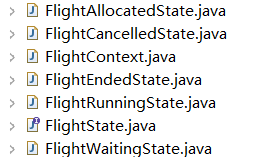 FlightAllocatedState.java
FlightCancelledState.java
FlightContext.java
FlightEndedState.java
FlightRunningState.java
FlightState.java
FlightWaitingState.java